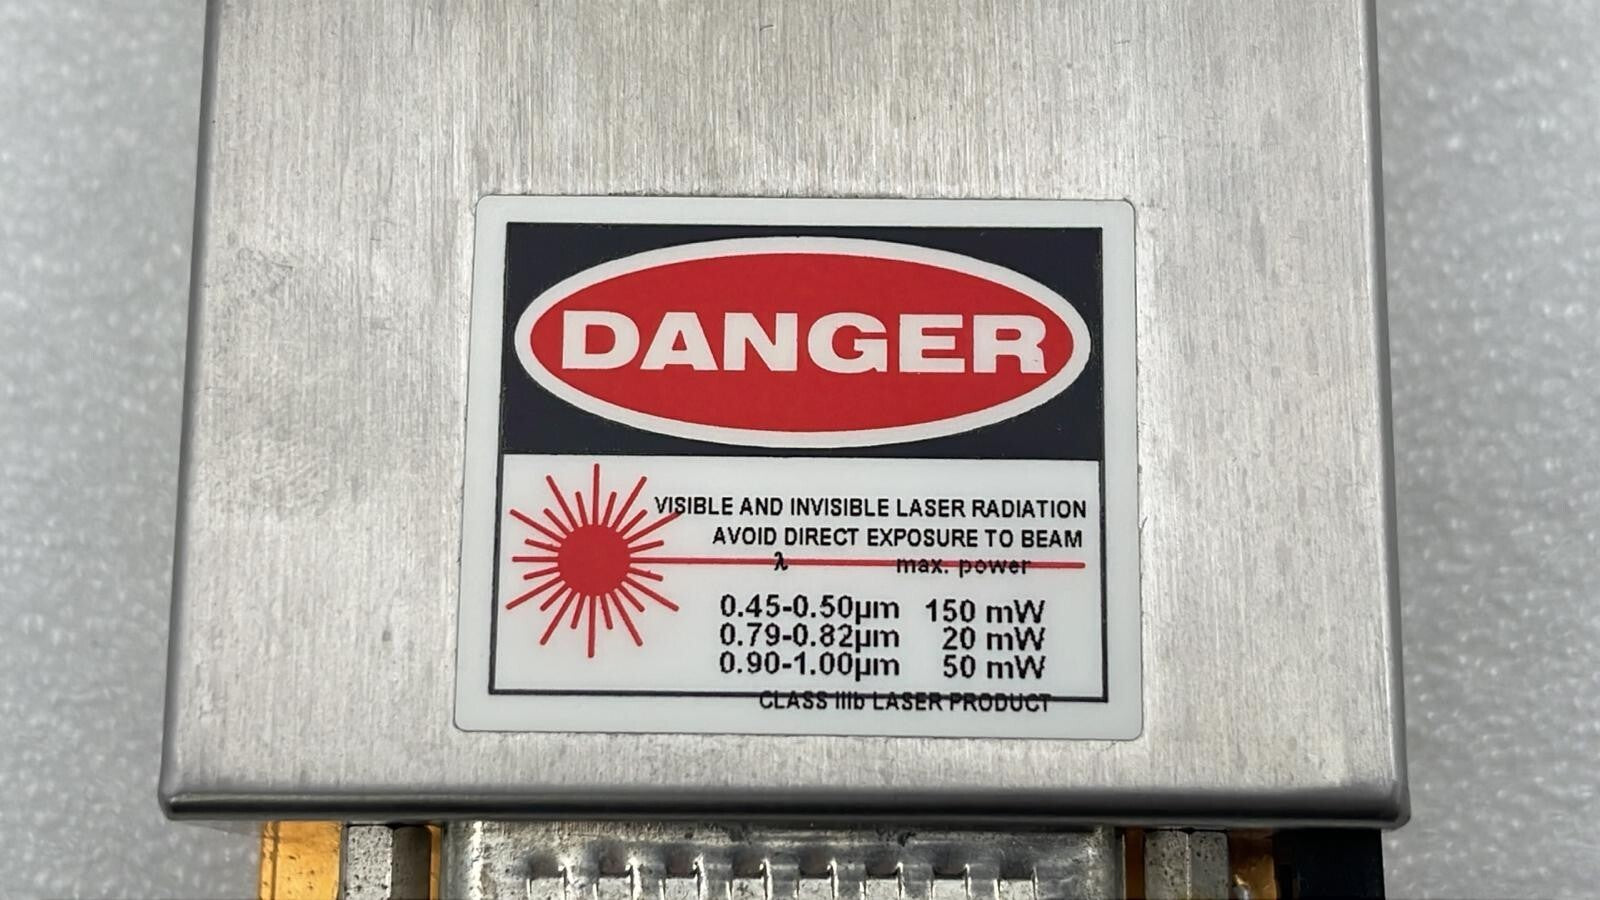 DANGER
VISIBLE AND INVISIBLE LASER RADIATION
AVOID DIRECT EXPOSURE TO BEAM
λ max. power
0.45-0.50µm 150 mW
0.79-0.82µm 20 mW
0.90-1.00µm 50 mW
CLASS IIIb LASER PRODUCT